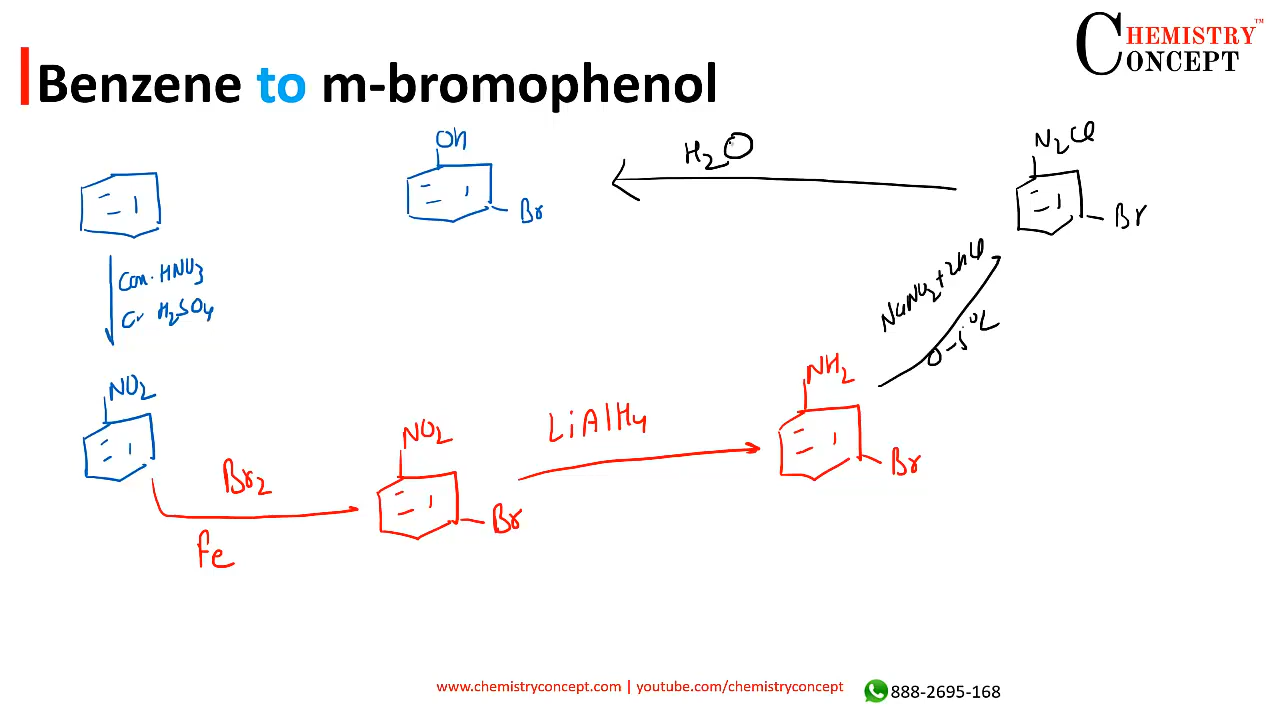 CHEMISTRY
CONCEPT
TM
Benzene to m-bromophenol
Oh
Br
H2O
N2Cl
Br
Con. HNO3
H2SO4
NaNO2+2hCl
0-5°C
NO2
Br2
Fe
NO2
Br
LiAlH4
NH2
Br
www.chemistryconcept.com | youtube.com/chemistryconcept
888-2695-168